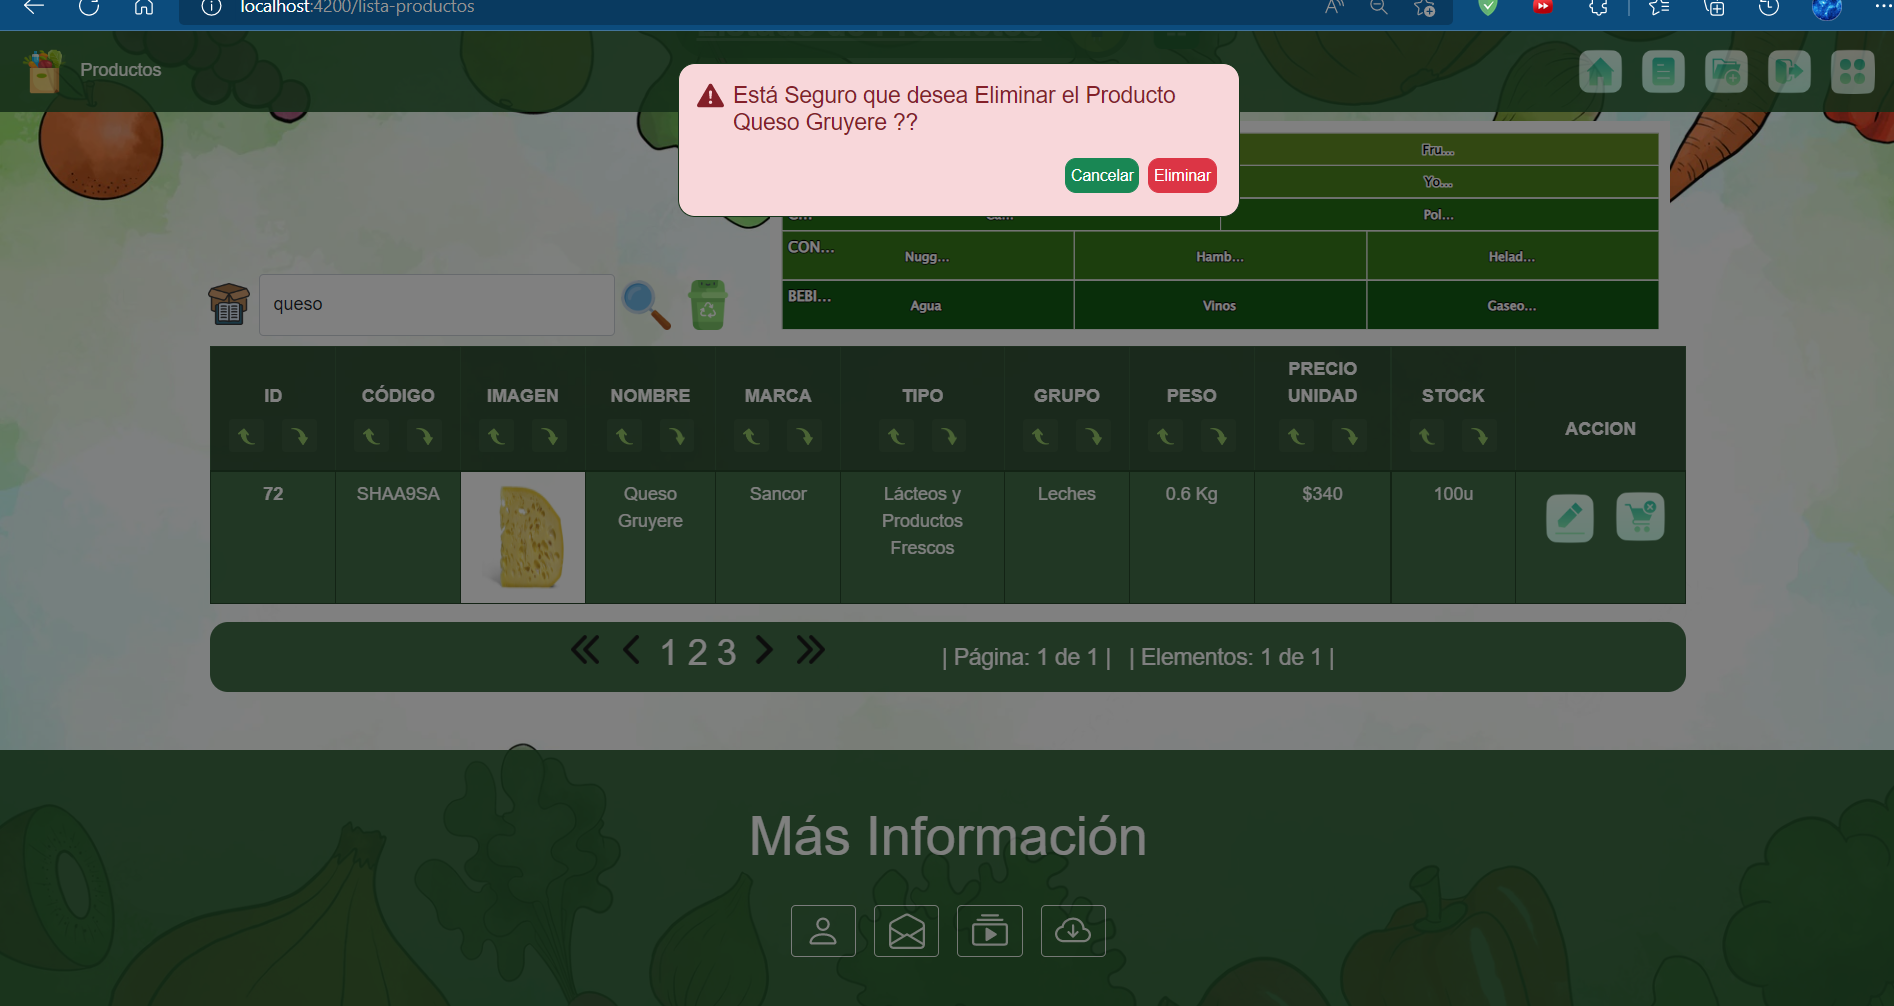 localhost:4200/lista-productos
Listado de Productos
Productos
Está Seguro que desea Eliminar el Producto
Queso Gruyere ??
Cancelar Eliminar
Fru...
Yo...
Pol...
CON...
Nugg... Hamb... Helad...
BEBI...
Agua Vinos Gaseo...
queso
ID CÓDIGO IMAGEN NOMBRE MARCA TIPO GRUPO PESO PRECIO UNIDAD STOCK ACCION
72 SHAA9SA Queso Gruyere Sancor Lácteos y Productos Frescos Leches 0.6 Kg $340 100u
1 2 3 | Página: 1 de 1 | | Elementos: 1 de 1 |
Más Información